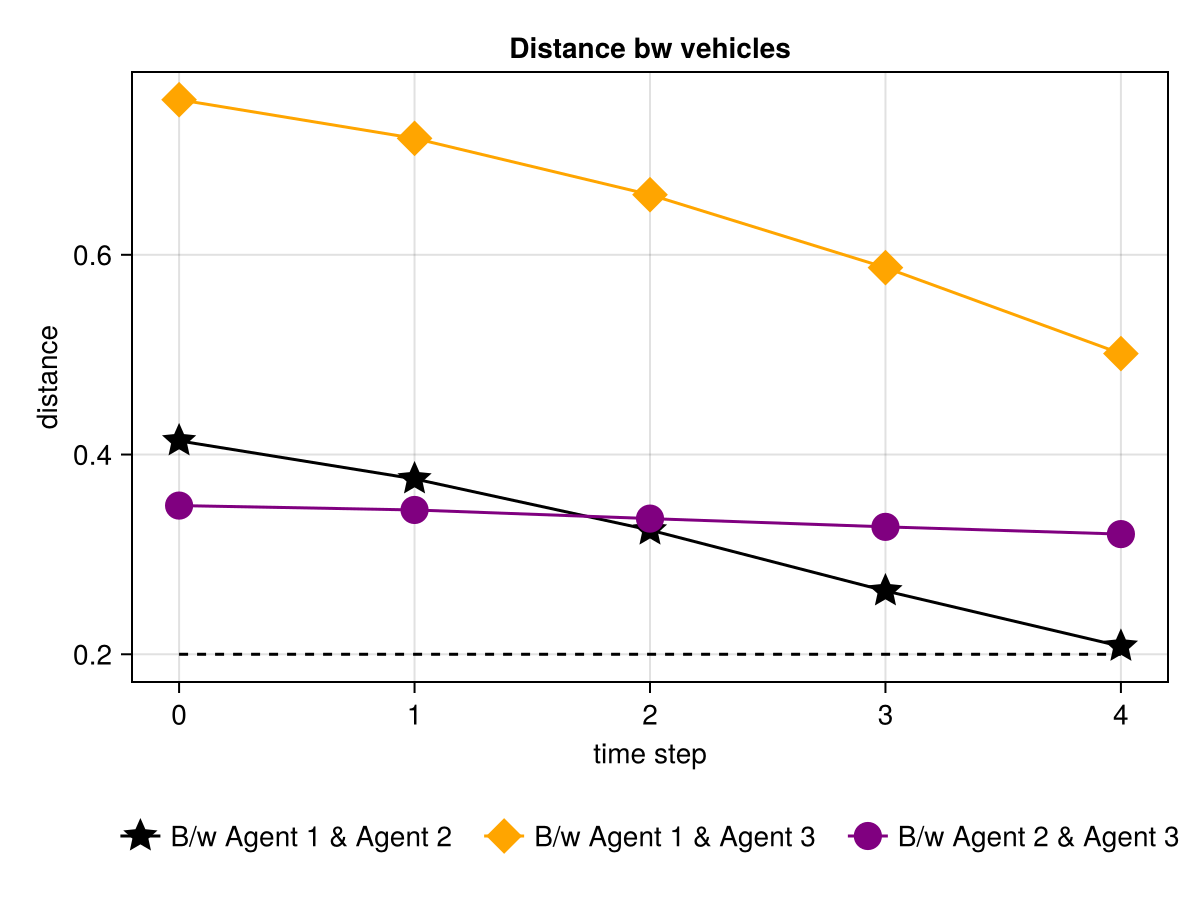 Distance bw vehicles
distance
0.6
0.4
0.2
0 1 2 3 4
time step
B/w Agent 1 & Agent 2 B/w Agent 1 & Agent 3 B/w Agent 2 & Agent 3